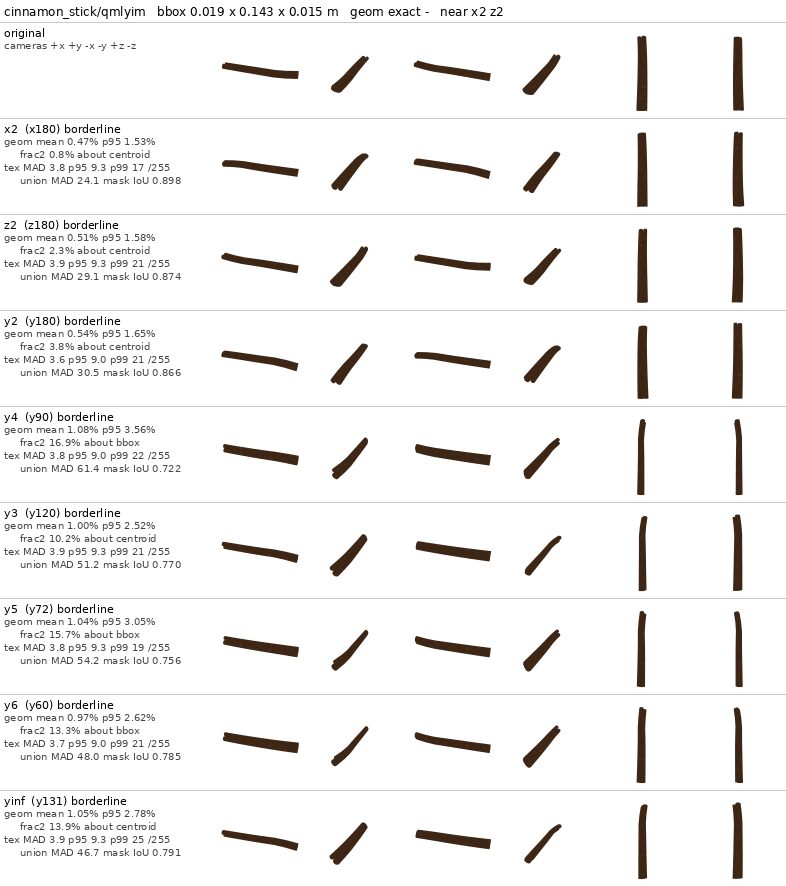 cinnamon_stick/qmlyim   bbox 0.019 x 0.143 x 0.015 m   geom exact -   near x2 z2
original
cameras +x +y -x -y +z -z
x2  (x180) borderline
geom mean 0.47% p95 1.53%
frac2 0.8% about centroid
tex MAD 3.8 p95 9.3 p99 17 /255
union MAD 24.1 mask IoU 0.898
z2  (z180) borderline
geom mean 0.51% p95 1.58%
frac2 2.3% about centroid
tex MAD 3.9 p95 9.3 p99 21 /255
union MAD 29.1 mask IoU 0.874
y2  (y180) borderline
geom mean 0.54% p95 1.65%
frac2 3.8% about centroid
tex MAD 3.6 p95 9.0 p99 21 /255
union MAD 30.5 mask IoU 0.866
y4  (y90) borderline
geom mean 1.08% p95 3.56%
frac2 16.9% about bbox
tex MAD 3.8 p95 9.0 p99 22 /255
union MAD 61.4 mask IoU 0.722
y3  (y120) borderline
geom mean 1.00% p95 2.52%
frac2 10.2% about centroid
tex MAD 3.9 p95 9.3 p99 21 /255
union MAD 51.2 mask IoU 0.770
y5  (y72) borderline
geom mean 1.04% p95 3.05%
frac2 15.7% about bbox
tex MAD 3.8 p95 9.3 p99 19 /255
union MAD 54.2 mask IoU 0.756
y6  (y60) borderline
geom mean 0.97% p95 2.62%
frac2 13.3% about bbox
tex MAD 3.7 p95 9.0 p99 21 /255
union MAD 48.0 mask IoU 0.785
yinf  (y131) borderline
geom mean 1.05% p95 2.78%
frac2 13.9% about centroid
tex MAD 3.9 p95 9.3 p99 25 /255
union MAD 46.7 mask IoU 0.791